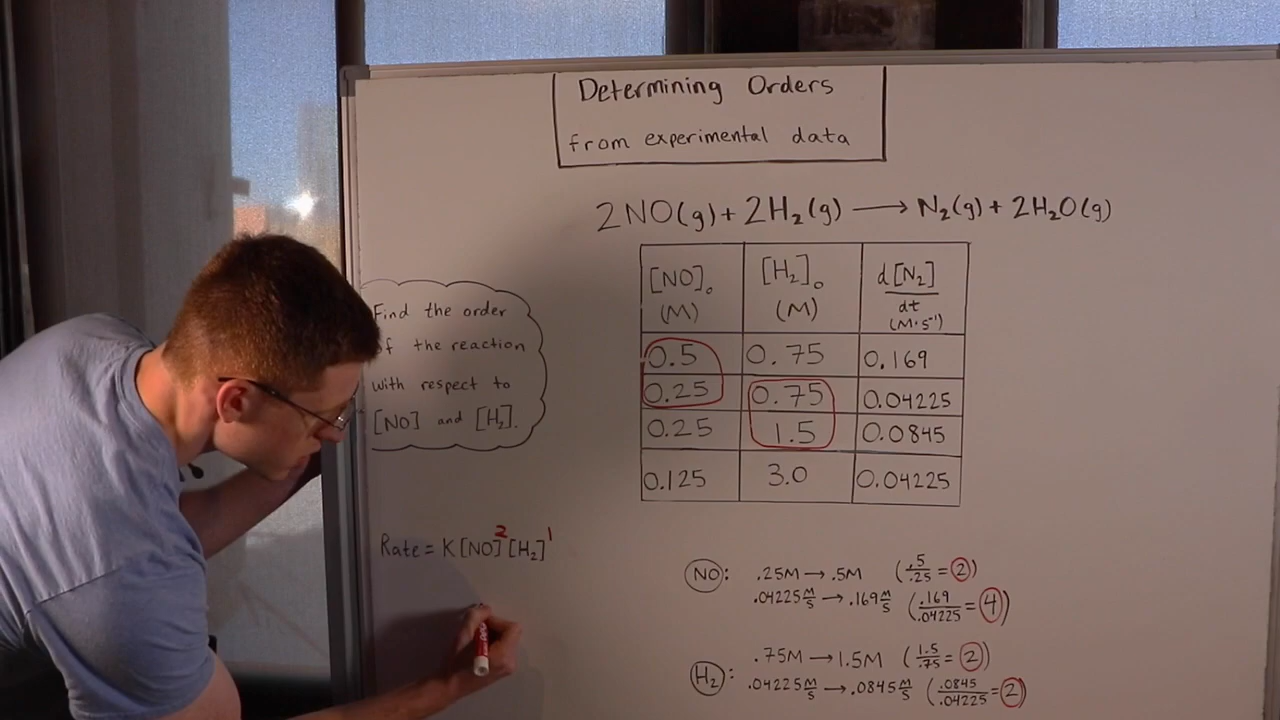 Determining Orders
from experimental data
2NO(g) + 2H₂(g) ⟶ N₂(g) + 2H₂O(g)
[NO]₀ (M) [H₂]₀ (M) d[N₂]/dt (M·s⁻¹)
0.5 0.75 0.169
0.25 0.75 0.04225
0.25 1.5 0.0845
0.125 3.0 0.04225
Find the order
of the reaction
with respect to
[NO] and [H₂].
Rate = K[NO]²[H₂]¹
NO: .25M → .5M (.5/.25 = 2)
.04225 M/S → .169 M/S (.169/.04225 = 4)
H₂: .75M → 1.5M (1.5/.75 = 2)
.04225 M/S → .0845 M/S (.0845/.04225 = 2)